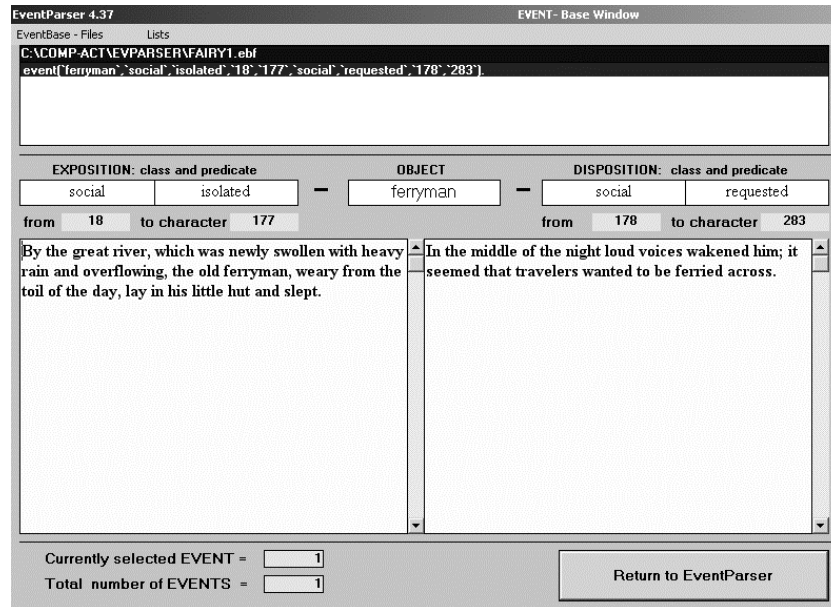 EventParser 4.37 EVENT- Base Window
EventBase - Files Lists
C:\COMP-ACT\EVPARSER\FAIRY1.ebf
event(`ferryman`,`social`,`isolated`,`18`,`177`,`social`,`requested`,`178`,`283`).
EXPOSITION: class and predicate OBJECT DISPOSITION: class and predicate
social isolated — ferryman — social requested
from 18 to character 177 from 178 to character 283
By the great river, which was newly swollen with heavy
rain and overflowing, the old ferryman, weary from the
toil of the day, lay in his little hut and slept.
In the middle of the night loud voices wakened him; it
seemed that travelers wanted to be ferried across.
Currently selected EVENT = 1
Total number of EVENTS = 1
Return to EventParser